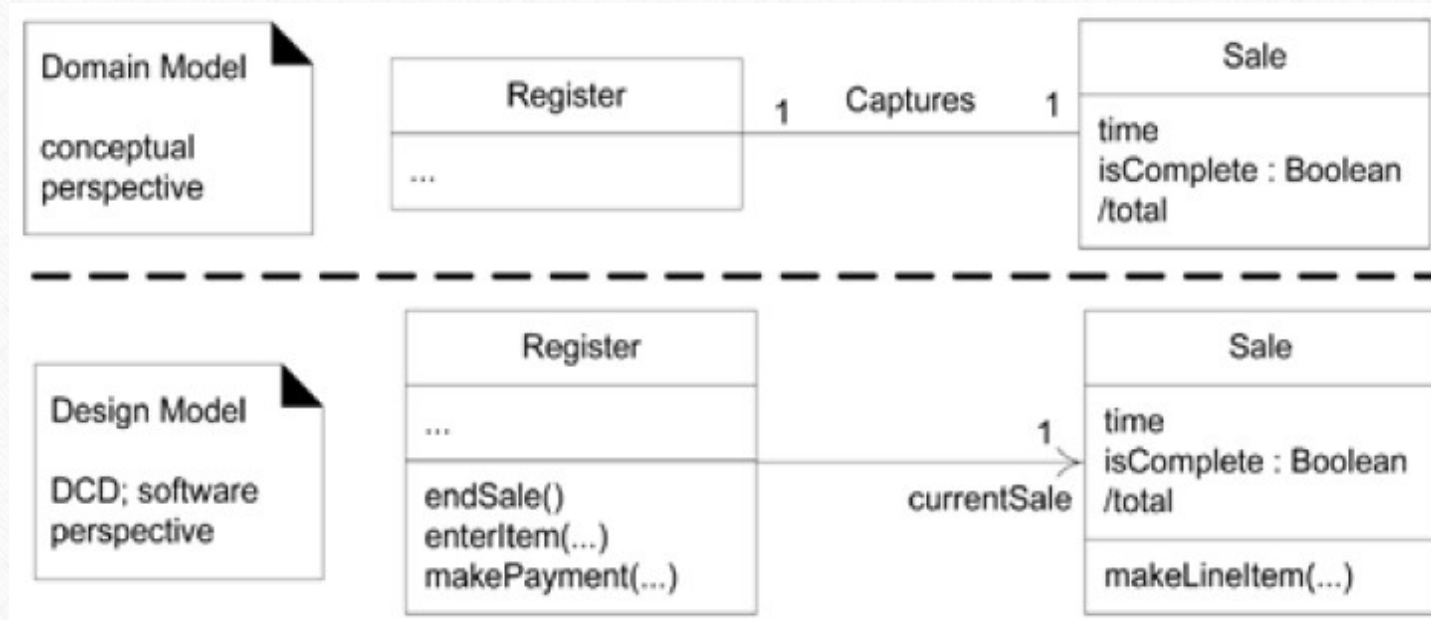 Domain Model
conceptual
perspective
Register
...
1
Captures
1
Sale
time
isComplete : Boolean
/total
Design Model
DCD; software
perspective
Register
...
endSale()
enterItem(...)
makePayment(...)
1
currentSale
Sale
time
isComplete : Boolean
/total
makeLineItem(...)